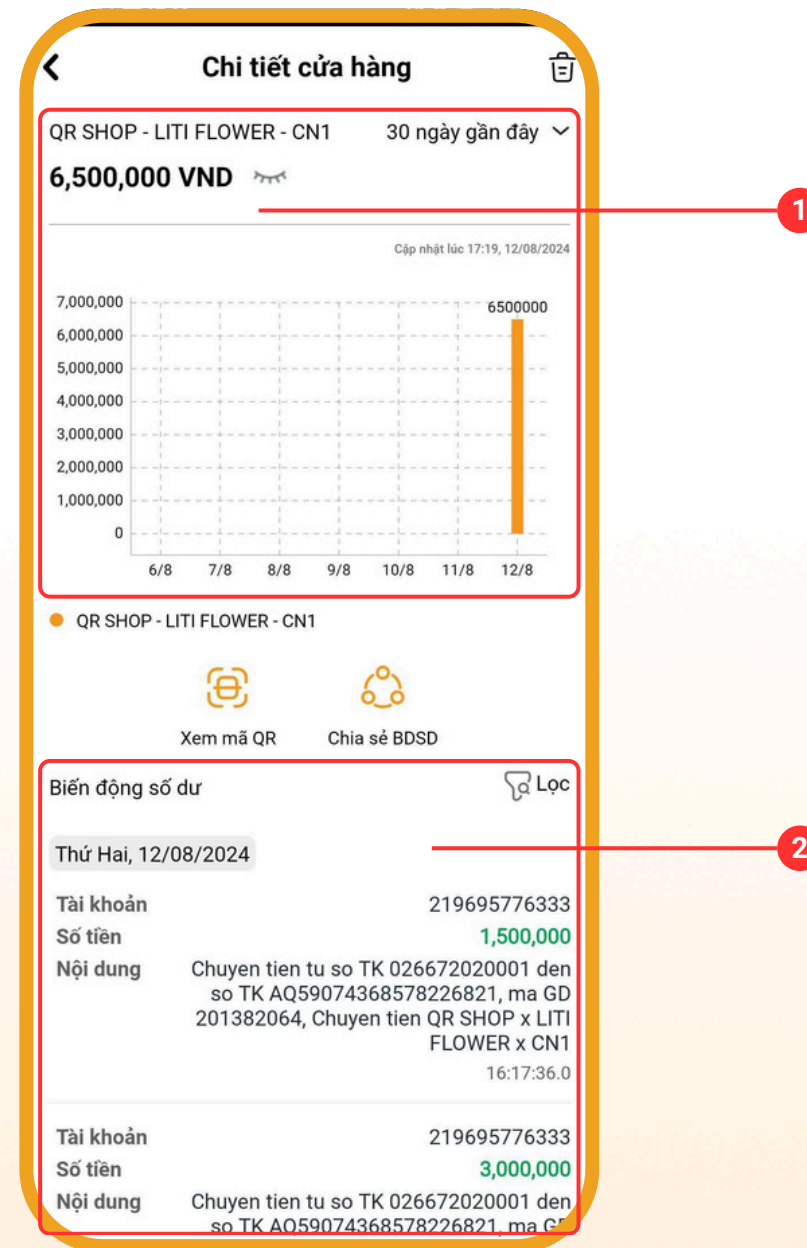 Chi tiết cửa hàng
QR SHOP - LITI FLOWER - CN1 30 ngày gần đây
6,500,000 VND
1
Cập nhật lúc 17:19, 12/08/2024
7,000,000
6500000
6,000,000
5,000,000
4,000,000
3,000,000
2,000,000
1,000,000
0
6/8 7/8 8/8 9/8 10/8 11/8 12/8
QR SHOP - LITI FLOWER - CN1
Xem mã QR Chia sẻ BDSD
Biến động số dư Lọc
Thứ Hai, 12/08/2024
2
Tài khoản 219695776333
Số tiền 1,500,000
Nội dung Chuyen tien tu so TK 026672020001 den
so TK AQ59074368578226821, ma GD
201382064, Chuyen tien QR SHOP x LITI
FLOWER x CN1
16:17:36.0
Tài khoản 219695776333
Số tiền 3,000,000
Nội dung Chuyen tien tu so TK 026672020001 den
so TK AQ59074368578226821, ma GD